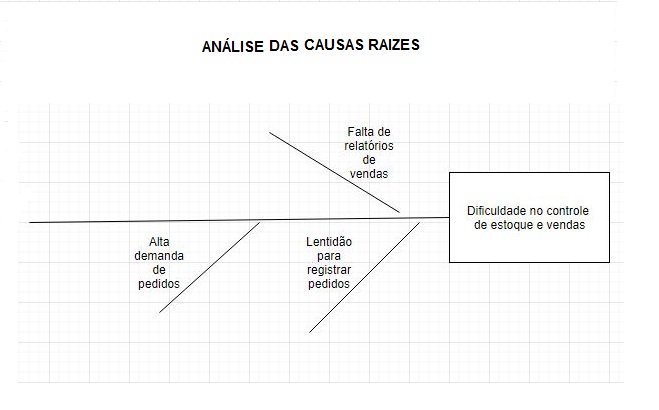 ANÁLISE DAS CAUSAS RAIZES
Falta de
relatórios
de
vendas
Dificuldade no controle
de estoque e vendas
Alta
demanda
de
pedidos
Lentidão
para
registrar
pedidos